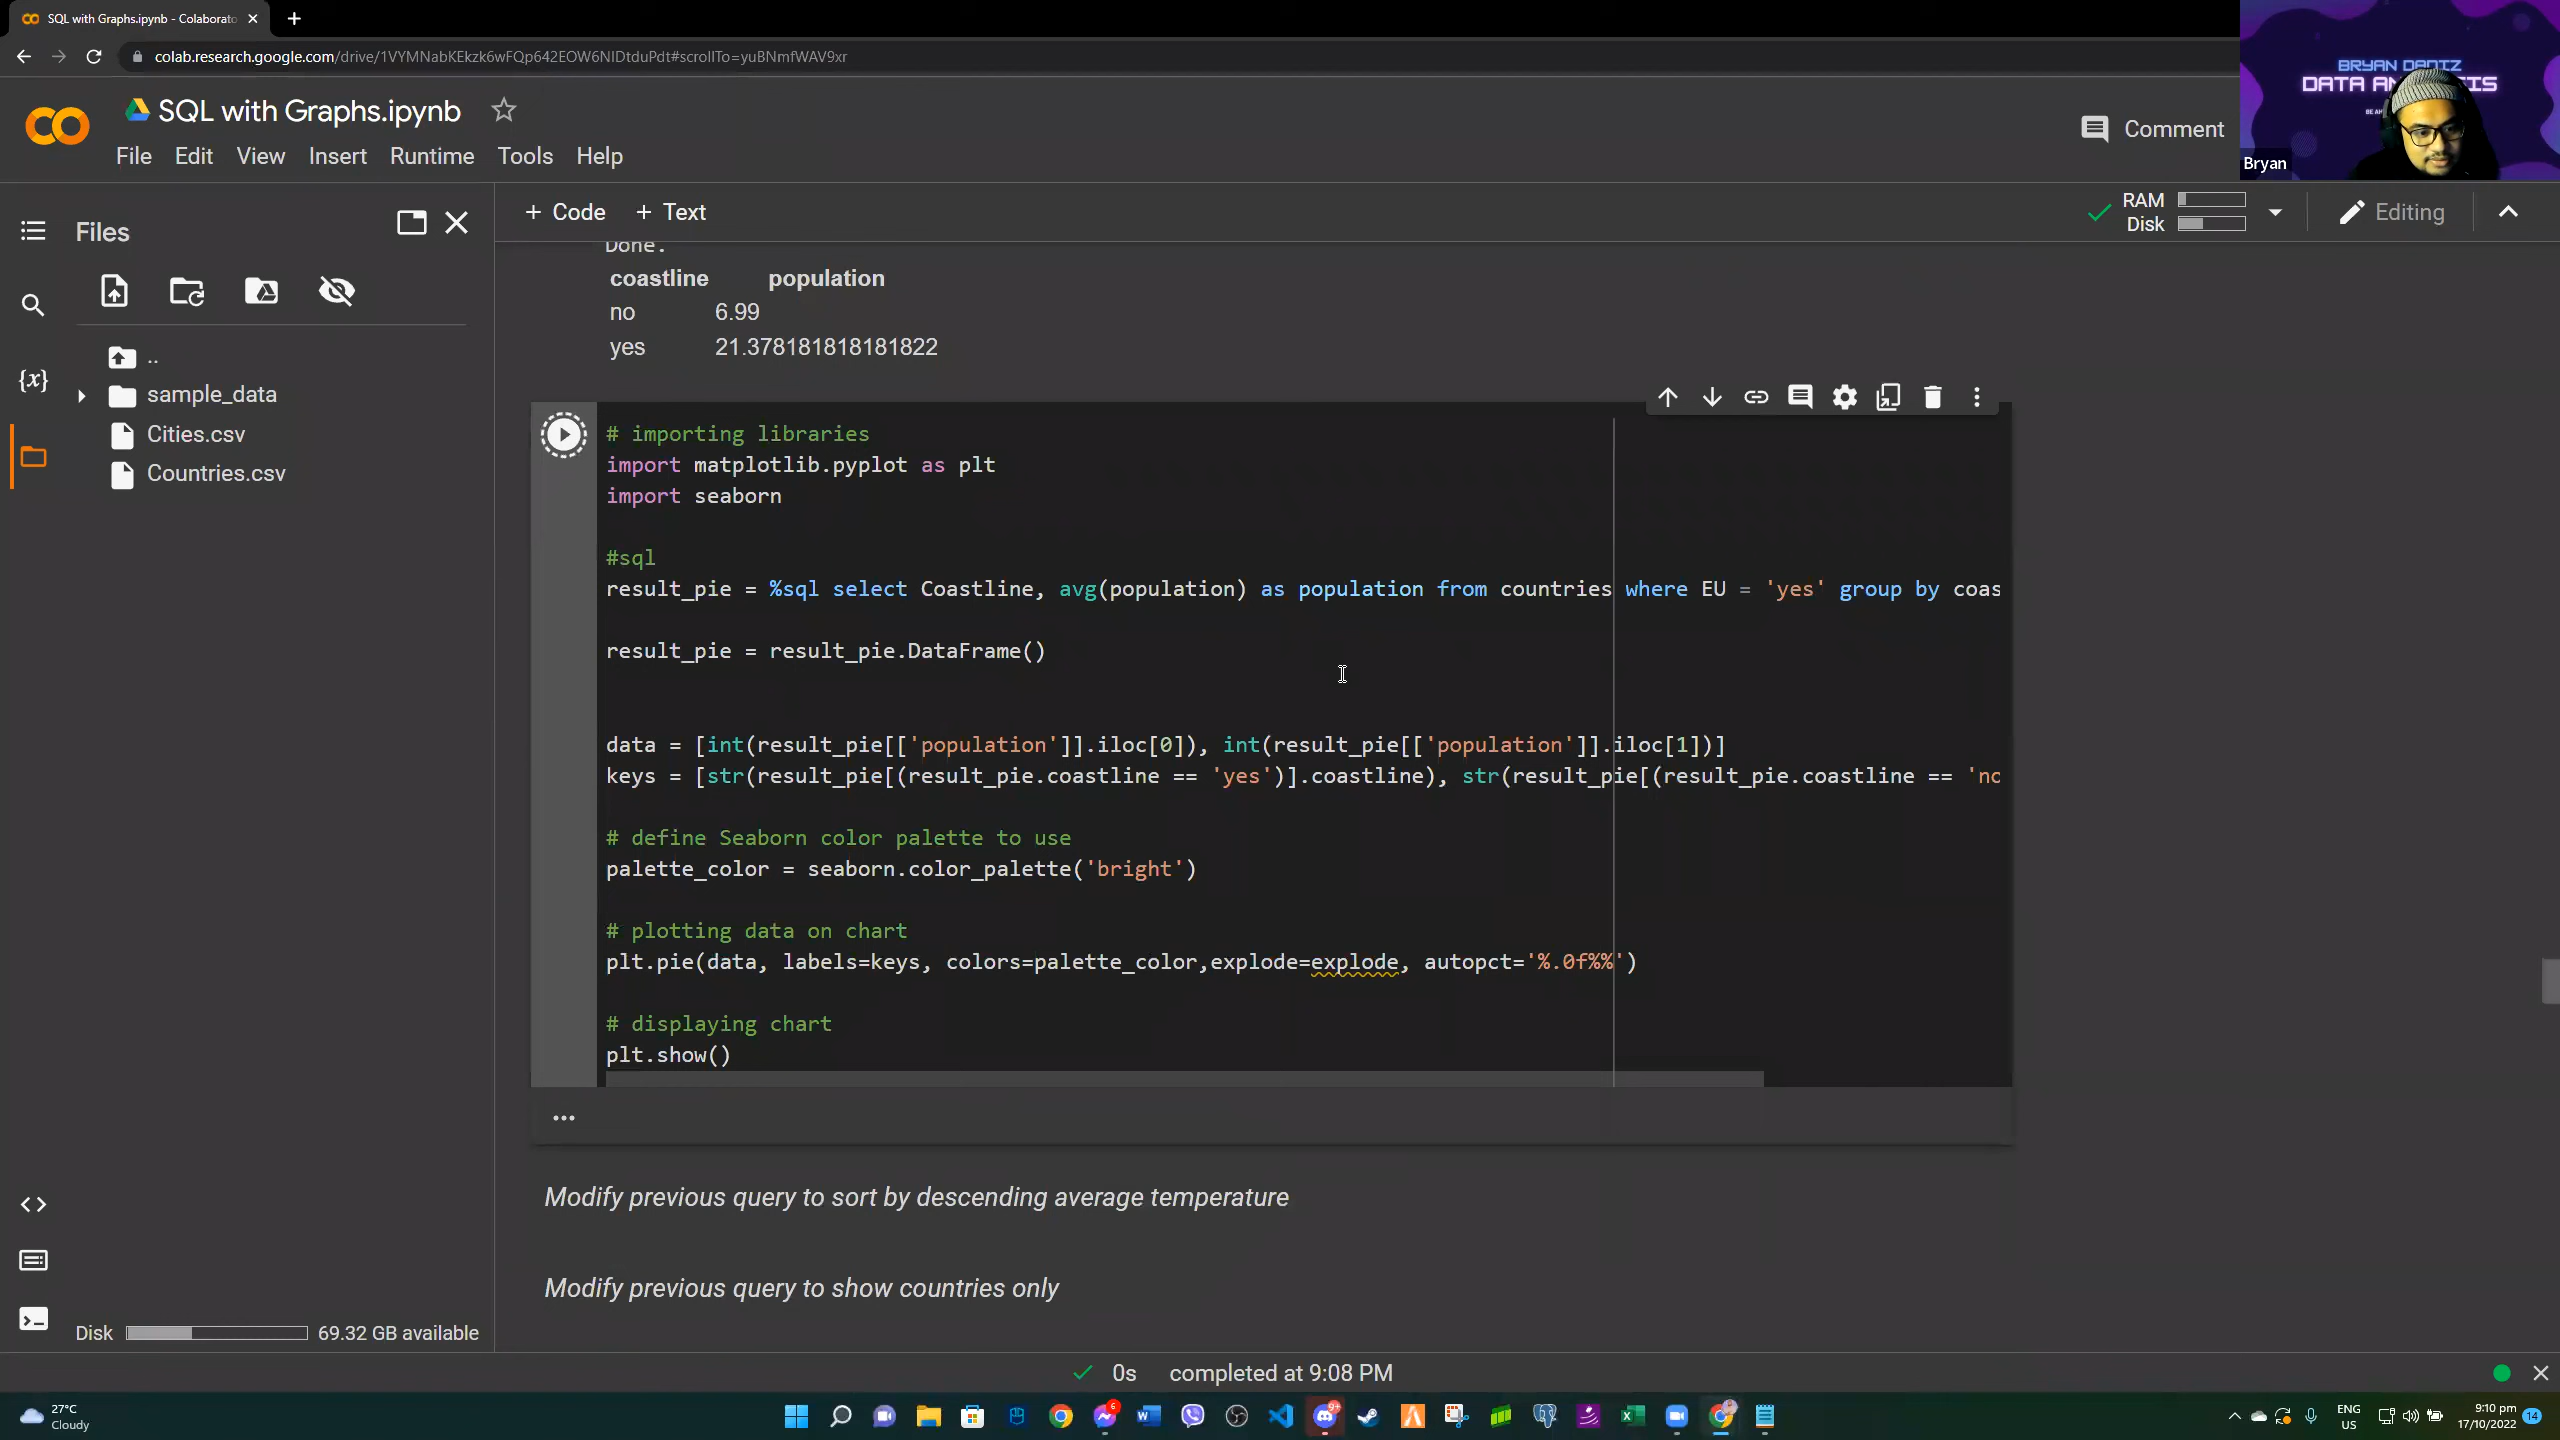 SQL with Graphs.ipynb - Colaborato
colab.research.google.com/drive/1VYMNabKEkzk6wFQp642EOW6NIDtduPdt#scrollTo=yuBNmfWAV9xr
BRYAN DADIZ
Bryan
SQL with Graphs.ipynb
Comment
File Edit View Insert Runtime Tools Help
Files
+ Code + Text
RAM
Disk
Editing
Done.
coastline population
no 6.99
yes 21.378181818181822
..
sample_data
Cities.csv
Countries.csv
{x}
# importing libraries
import matplotlib.pyplot as plt
import seaborn
#sql
result_pie = %sql select Coastline, avg(population) as population from countries where EU = 'yes' group by coas
result_pie = result_pie.DataFrame()
data = [int(result_pie[['population']].iloc[0]), int(result_pie[['population']].iloc[1])]
keys = [str(result_pie[(result_pie.coastline == 'yes')].coastline), str(result_pie[(result_pie.coastline == 'no
# define Seaborn color palette to use
palette_color = seaborn.color_palette('bright')
# plotting data on chart
plt.pie(data, labels=keys, colors=palette_color,explode=explode, autopct='%.0f%%')
# displaying chart
plt.show()
Modify previous query to sort by descending average temperature
Modify previous query to show countries only
Disk 69.32 GB available
0s completed at 9:08 PM
27°C
Cloudy
6
9+
ENG
US
9:10 pm
17/10/2022
14